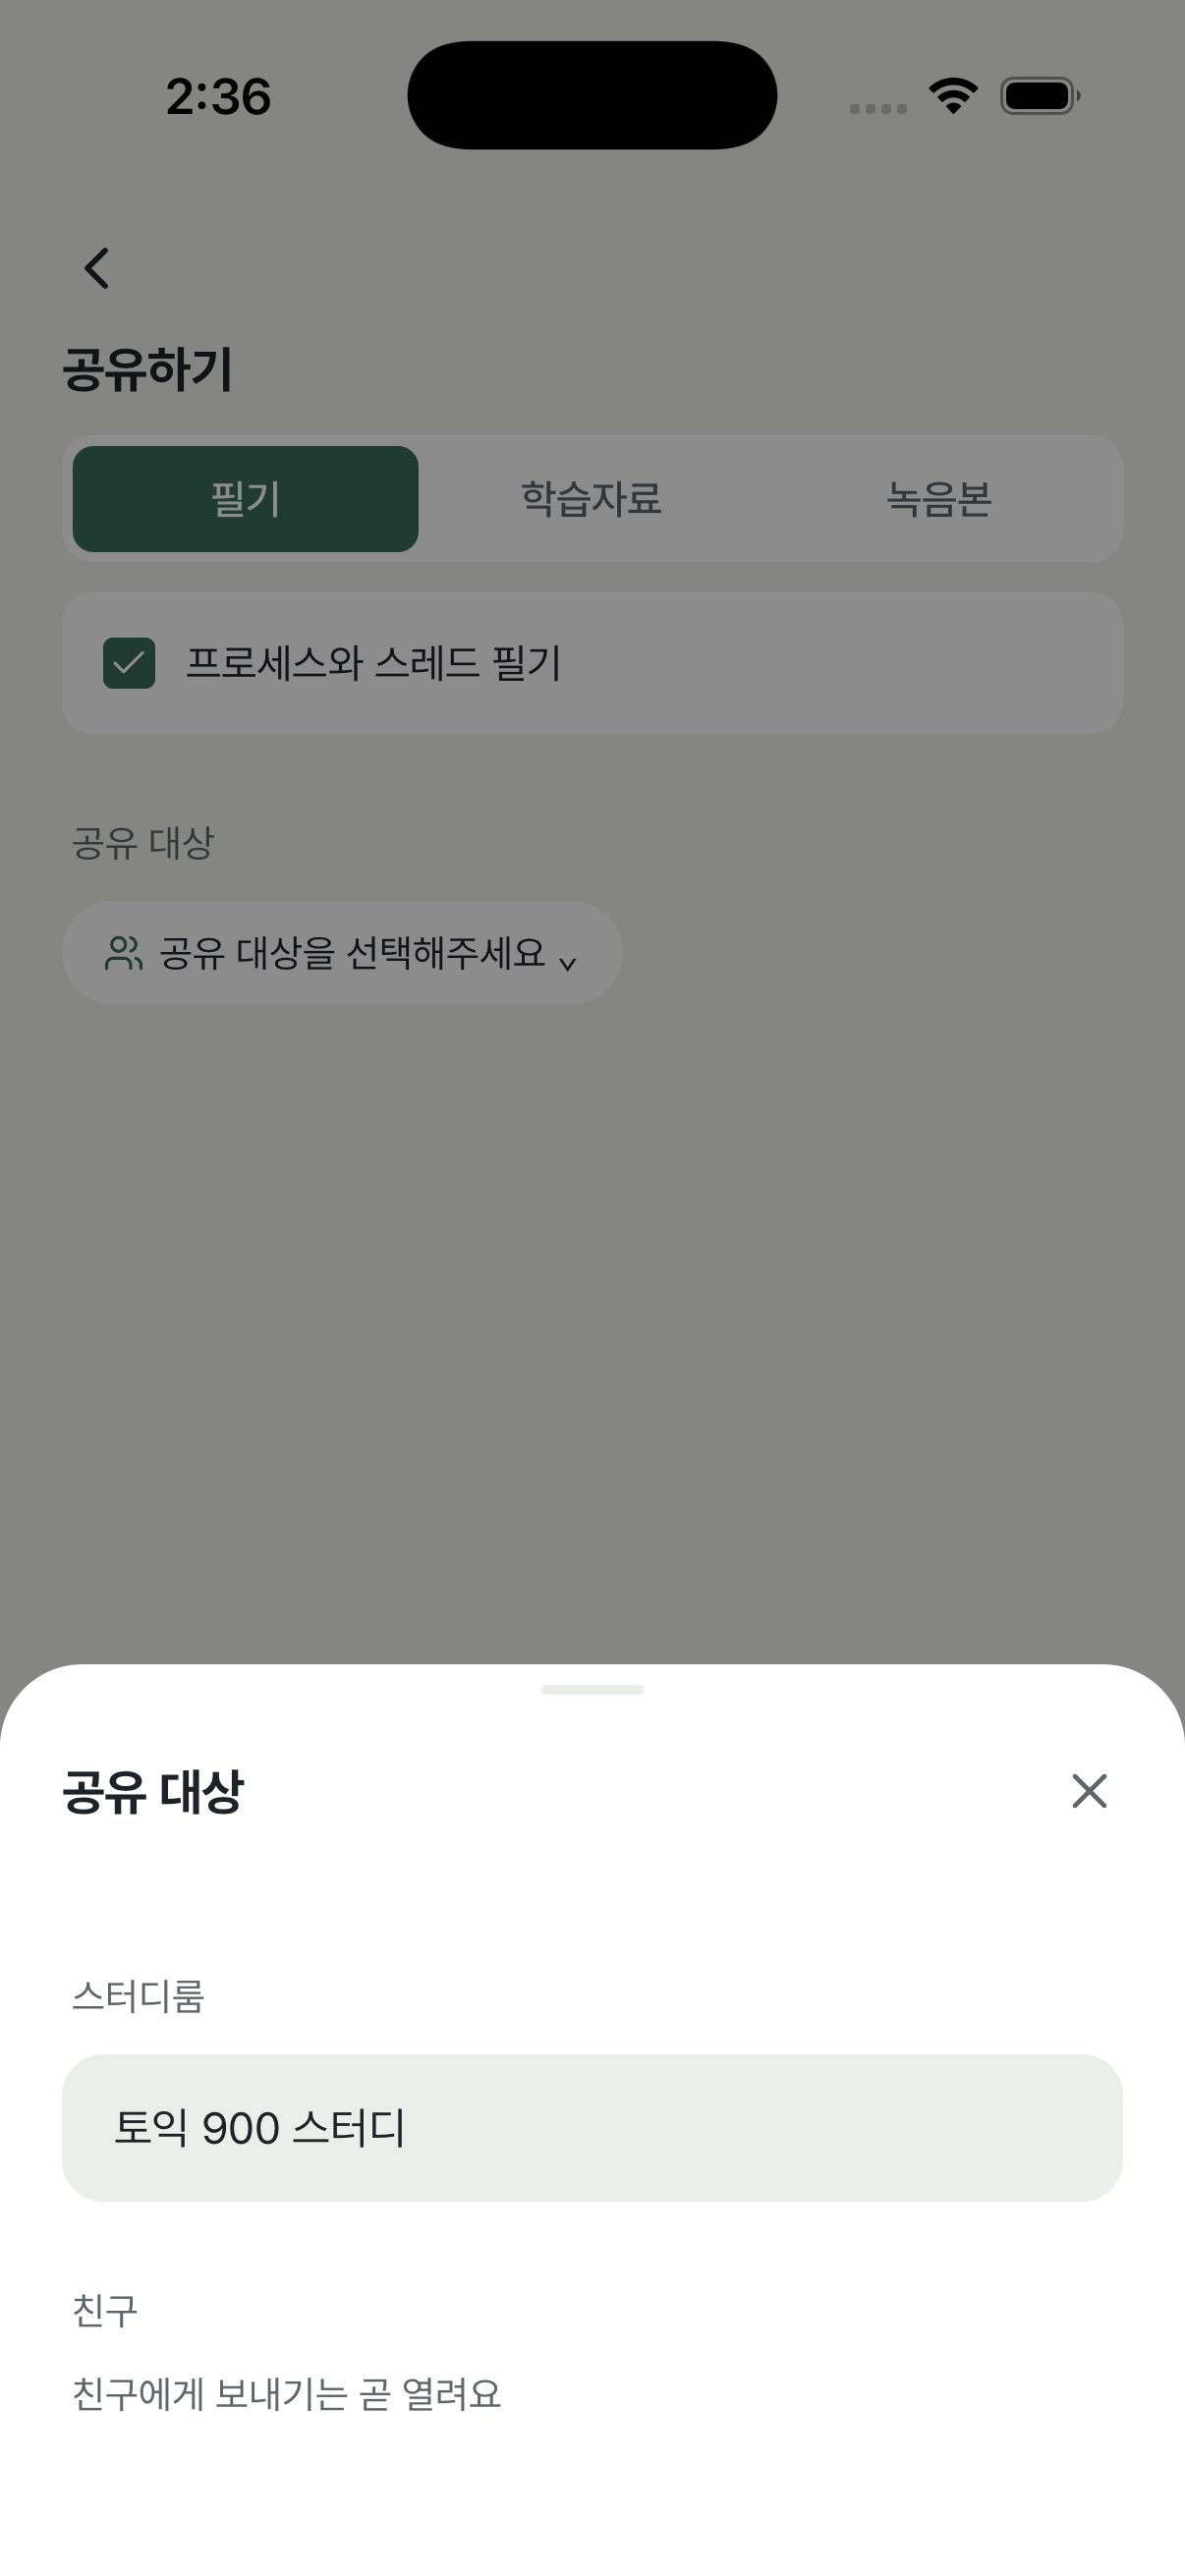 2:36
공유하기
필기 학습자료 녹음본
프로세스와 스레드 필기
공유 대상
공유 대상을 선택해주세요
공유 대상
스터디룸
토익 900 스터디
친구
친구에게 보내기는 곧 열려요